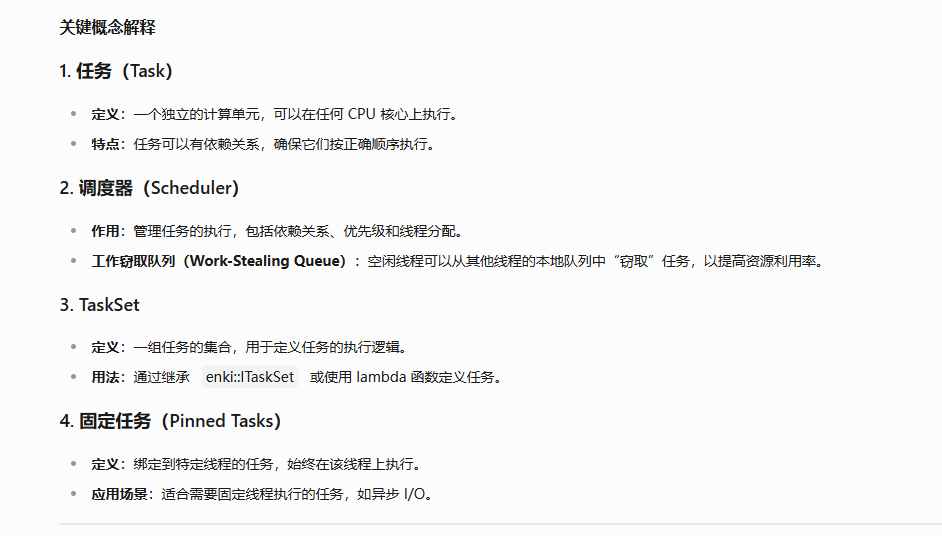 关键概念解释
1. 任务（Task）
定义：一个独立的计算单元，可以在任何 CPU 核心上执行。
特点：任务可以有依赖关系，确保它们按正确顺序执行。
2. 调度器（Scheduler）
作用：管理任务的执行，包括依赖关系、优先级和线程分配。
工作窃取队列（Work-Stealing Queue）：空闲线程可以从其他线程的本地队列中“窃取”任务，以提高资源利用率。
3. TaskSet
定义：一组任务的集合，用于定义任务的执行逻辑。
用法：通过继承 enki::ITaskSet 或使用 lambda 函数定义任务。
4. 固定任务（Pinned Tasks）
定义：绑定到特定线程的任务，始终在该线程上执行。
应用场景：适合需要固定线程执行的任务，如异步 I/O。